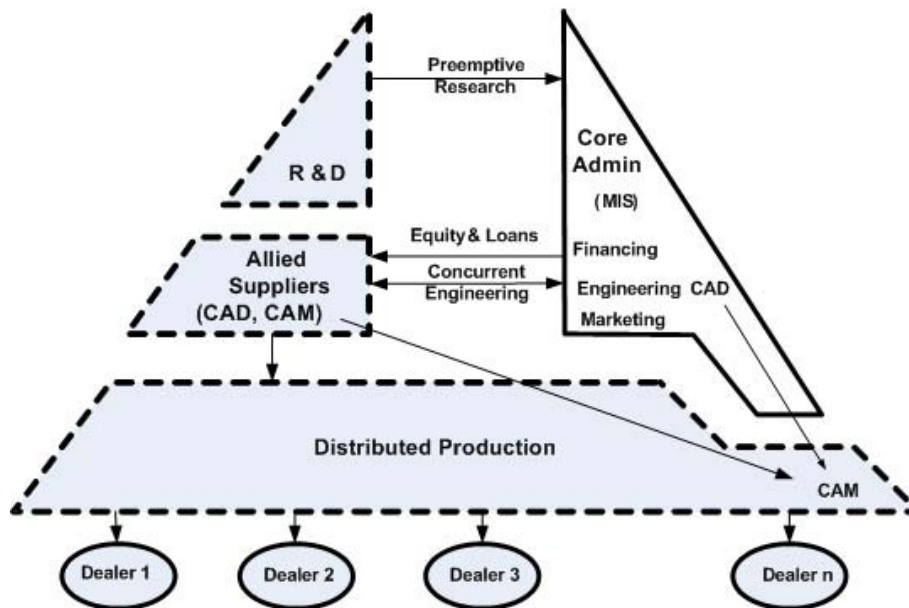 Preemptive
Research
Core
Admin
(MIS)
R & D
Equity & Loans
Financing
Allied
Suppliers
(CAD, CAM)
Concurrent
Engineering
Engineering CAD
Marketing
Distributed Production
CAM
Dealer 1
Dealer 2
Dealer 3
Dealer n